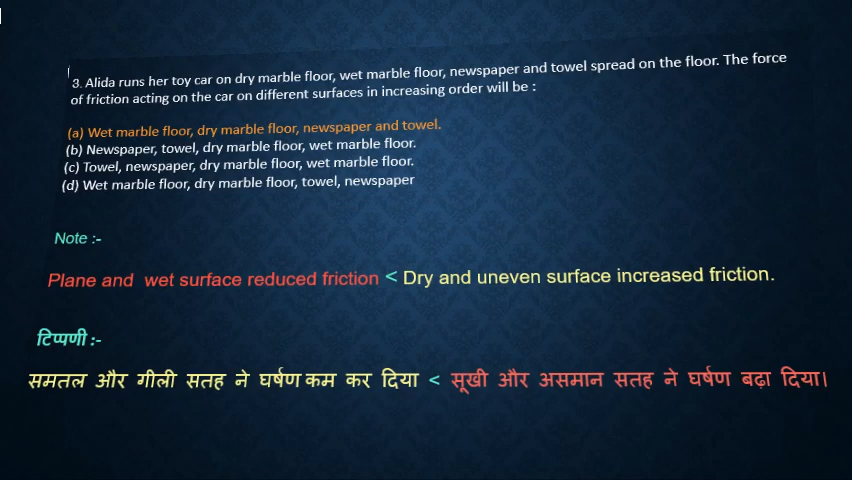 3. Alida runs her toy car on dry marble floor, wet marble floor, newspaper and towel spread on the floor. The force
of friction acting on the car on different surfaces in increasing order will be :
(a) Wet marble floor, dry marble floor, newspaper and towel.
(b) Newspaper, towel, dry marble floor, wet marble floor.
(c) Towel, newspaper, dry marble floor, wet marble floor.
(d) Wet marble floor, dry marble floor, towel, newspaper
Note :-
Plane and wet surface reduced friction < Dry and uneven surface increased friction.
टिप्पणी :-
समतल और गीली सतह ने घर्षण कम कर दिया < सूखी और असमान सतह ने घर्षण बढ़ा दिया।